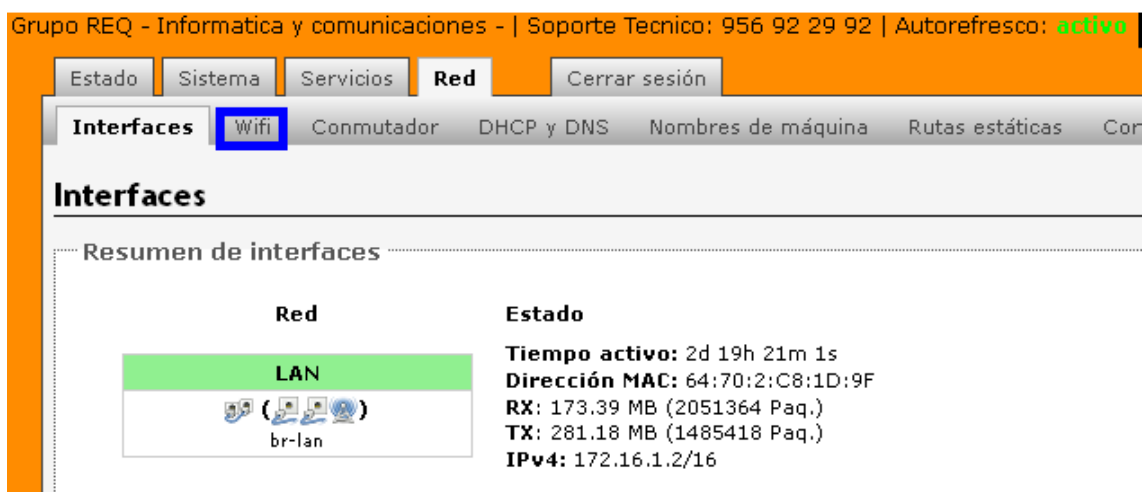 Grupo REQ - Informatica y comunicaciones - | Soporte Tecnico: 956 92 29 92 | Autorefresco: activo
Estado Sistema Servicios Red Cerrar sesión
Interfaces Wifi Conmutador DHCP y DNS Nombres de máquina Rutas estáticas
Interfaces
Resumen de interfaces
Red Estado
LAN
br-lan
Tiempo activo: 2d 19h 21m 1s
Dirección MAC: 64:70:2:C8:1D:9F
RX: 173.39 MB (2051364 Paq.)
TX: 281.18 MB (1485418 Paq.)
IPv4: 172.16.1.2/16